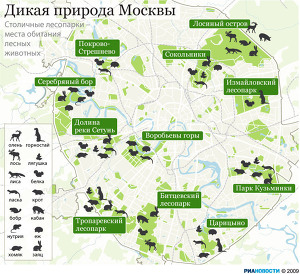 Дикая природа Москвы
Столичные лесопарки
места обитания
лесных
животных
Лосиный остров
Покрово-
Стрешнево
Сокольники
Серебряный бор
Измайловский
лесопарк
Долина
реки Сетунь
Воробьевы горы
олень
горностай
лось
лягушка
ласка
белка
бобр
кабан
нутрия
еж
хомяк
заяц
Битцевский
лесопарк
Парк Кузьминки
Тропаревский
лесопарк
Царицыно
РИАНОВОСТИ © 2009